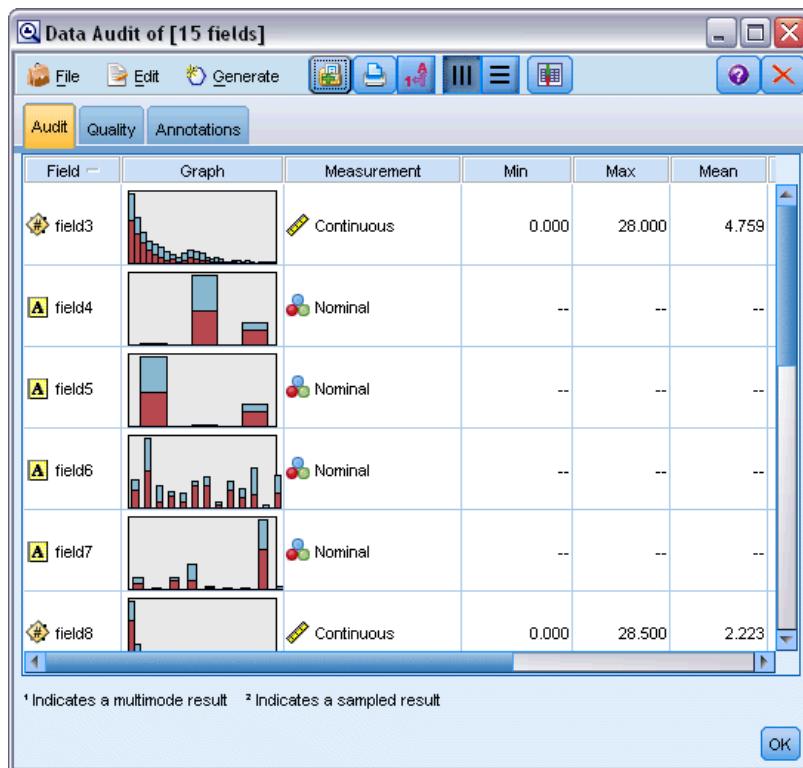 Data Audit of [15 fields]
File Edit Generate
Audit Quality Annotations
Field Graph Measurement Min Max Mean
field3 Continuous 0.000 28.000 4.759
A field4 Nominal -- -- --
A field5 Nominal -- -- --
A field6 Nominal -- -- --
A field7 Nominal -- -- --
field8 Continuous 0.000 28.500 2.223
¹ Indicates a multimode result ² Indicates a sampled result
OK